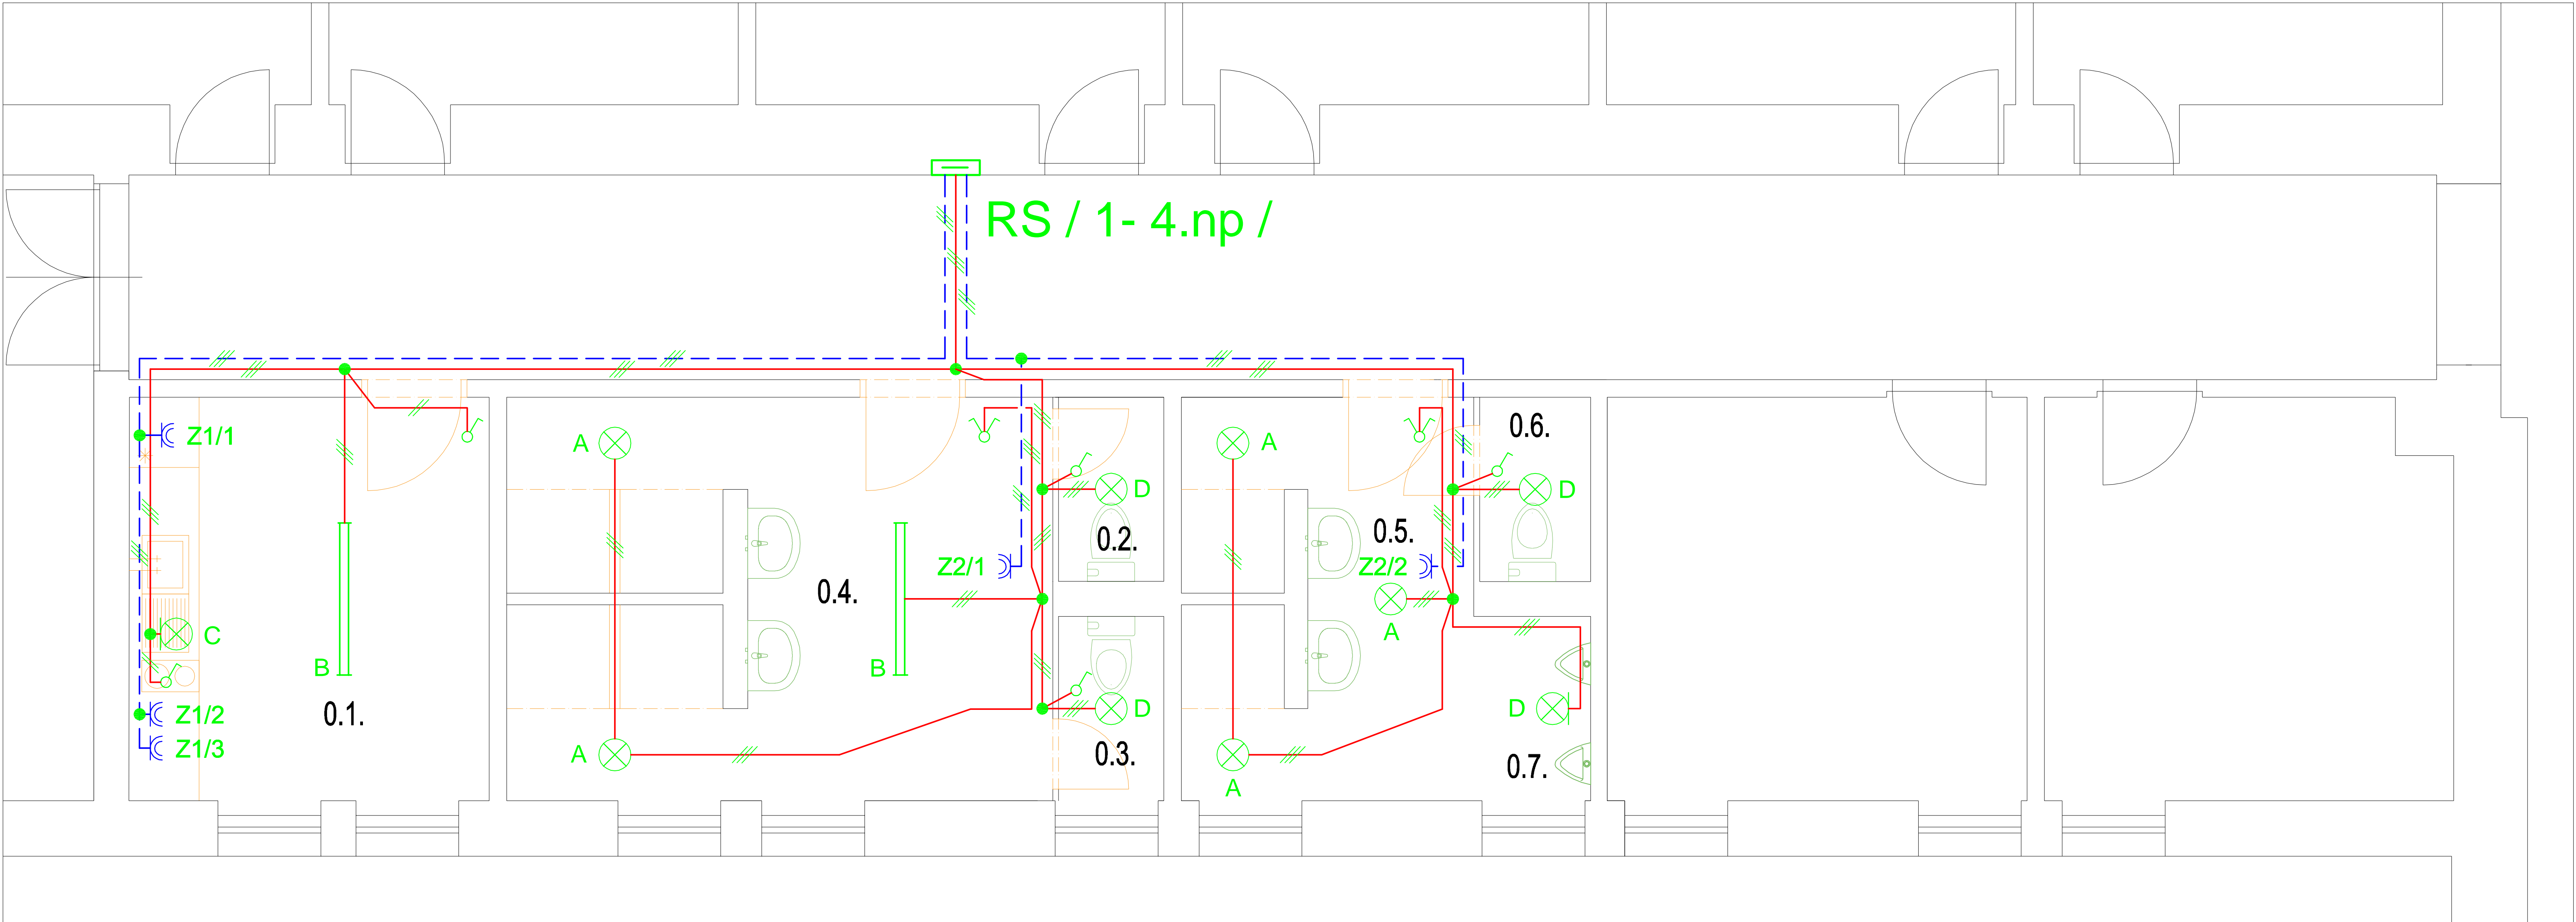 RS / 1- 4.np /
Z1/1
A
A
0.6.
D
D
0.5.
0.2.
Z2/1
Z2/2
0.4.
A
C
B
B
0.1.
Z1/2
D
D
Z1/3
A
0.3.
0.7.
A